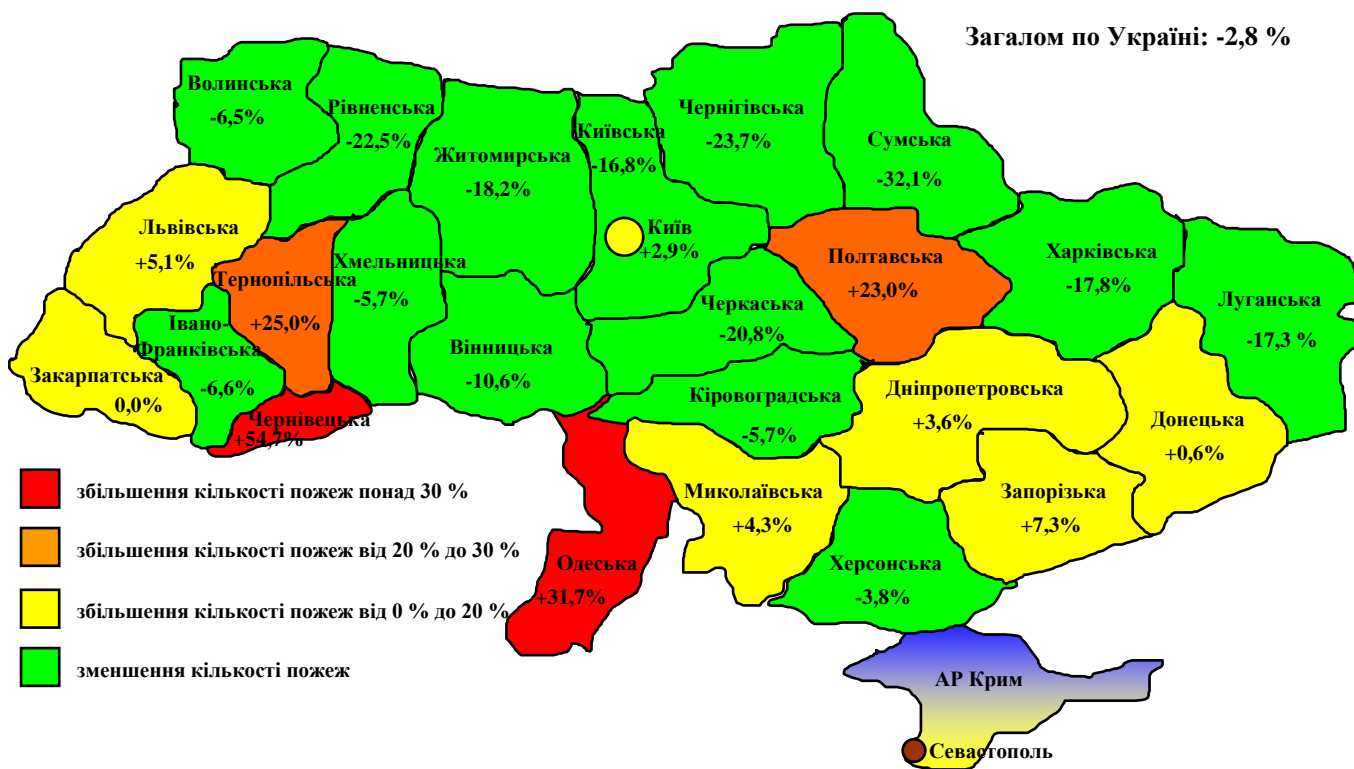 Загалом по Україні: -2,8 %
Волинська
-6,5%
Рівненська
-22,5%
Житомирська
-18,2%
Київська
-16,8%
Чернігівська
-23,7%
Сумська
-32,1%
Львівська
+5,1%
Тернопільська
+25,0%
Хмельницька
-5,7%
Київ
+2,9%
Полтавська
+23,0%
Харківська
-17,8%
Луганська
-17,3 %
Черкаська
-20,8%
Івано-
Франківська
-6,6%
Закарпатська
0,0%
Чернівецька
+54,7%
Вінницька
-10,6%
Кіровоградська
-5,7%
Дніпропетровська
+3,6%
Донецька
+0,6%
Миколаївська
+4,3%
Запорізька
+7,3%
Одеська
+31,7%
Херсонська
-3,8%
АР Крим
Севастополь
збільшення кількості пожеж понад 30 %
збільшення кількості пожеж від 20 % до 30 %
збільшення кількості пожеж від 0 % до 20 %
зменшення кількості пожеж